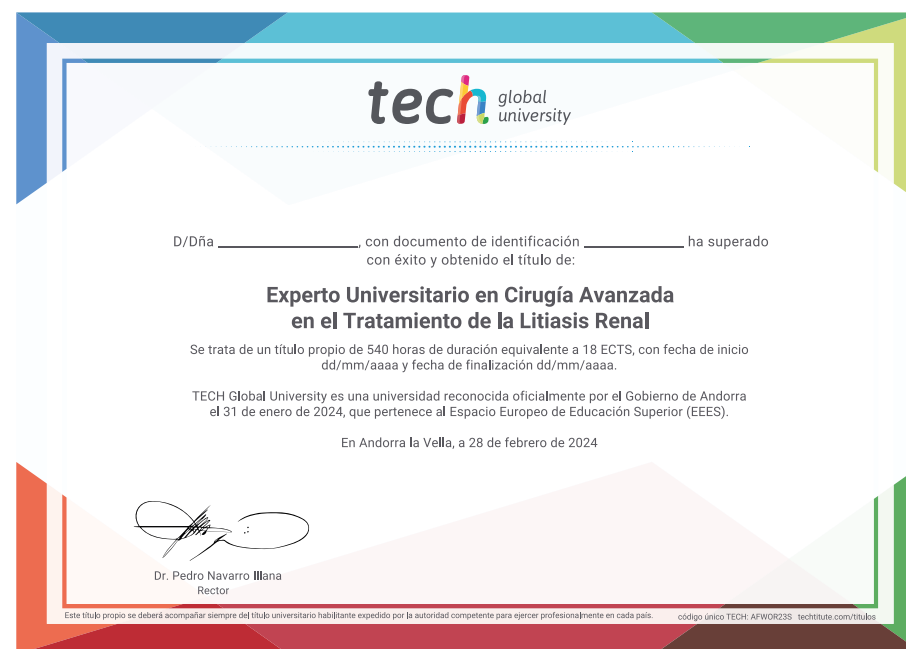 tech global university
D/Dña ______________, con documento de identificación __________ ha superado
con éxito y obtenido el título de:
Experto Universitario en Cirugía Avanzada
en el Tratamiento de la Litiasis Renal
Se trata de un título propio de 540 horas de duración equivalente a 18 ECTS, con fecha de inicio
dd/mm/aaaa y fecha de finalización dd/mm/aaaa.
TECH Global University es una universidad reconocida oficialmente por el Gobierno de Andorra
el 31 de enero de 2024, que pertenece al Espacio Europeo de Educación Superior (EEES).
En Andorra la Vella, a 28 de febrero de 2024
Dr. Pedro Navarro Illana
Rector
Este título propio se deberá acompañar siempre del título universitario habilitante expedido por la autoridad competente para ejercer profesionalmente en cada país.
código único TECH: AFWOR23S techtitute.com/titulos